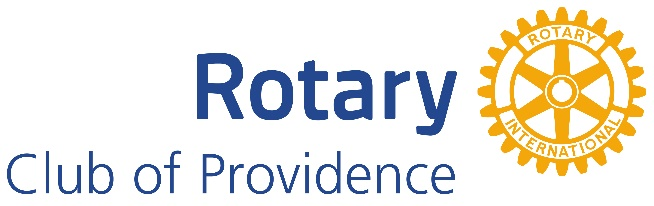 Rotary
Club of Providence
ROTARY
INTERNATIONAL